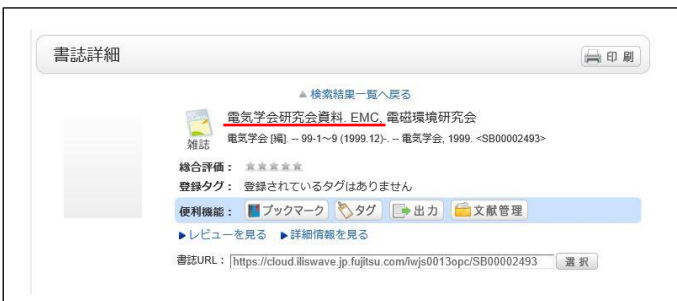 書誌詳細
印 刷
▲ 検索結果一覧へ戻る
電気学会研究会資料. EMC, 電磁環境研究会
雑誌
電気学会 [編]. -- 99-1～9 (1999.12)-. -- 電気学会, 1999. <SB00002493>
総合評価：
登録タグ： 登録されているタグはありません
便利機能： ブックマーク タグ 出力 文献管理
▶レビューを見る ▶詳細情報を見る
書誌URL： https://cloud.iliswave.jp.fujitsu.com/iwjs0013opc/SB00002493 選 択